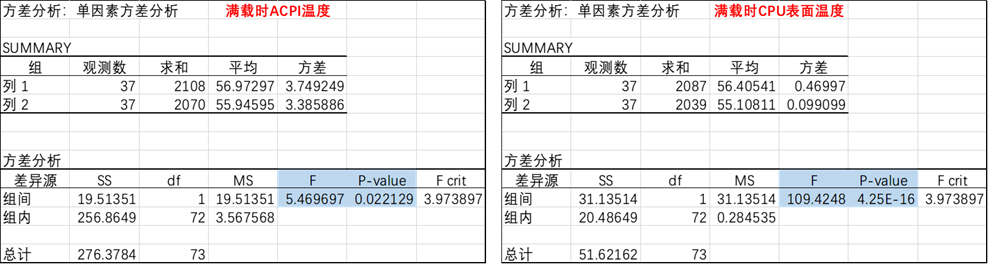 方差分析：单因素方差分析 满载时ACPI温度
SUMMARY
组 观测数 求和 平均 方差
列 1 37 2108 56.97297 3.749249
列 2 37 2070 55.94595 3.385886
方差分析
差异源 SS df MS F P-value F crit
组间 19.51351 1 19.51351 5.469697 0.022129 3.973897
组内 256.8649 72 3.567568
总计 276.3784 73
方差分析：单因素方差分析 满载时CPU表面温度
SUMMARY
组 观测数 求和 平均 方差
列 1 37 2087 56.40541 0.46997
列 2 37 2039 55.10811 0.099099
方差分析
差异源 SS df MS F P-value F crit
组间 31.13514 1 31.13514 109.4248 4.25E-16 3.973897
组内 20.48649 72 0.284535
总计 51.62162 73